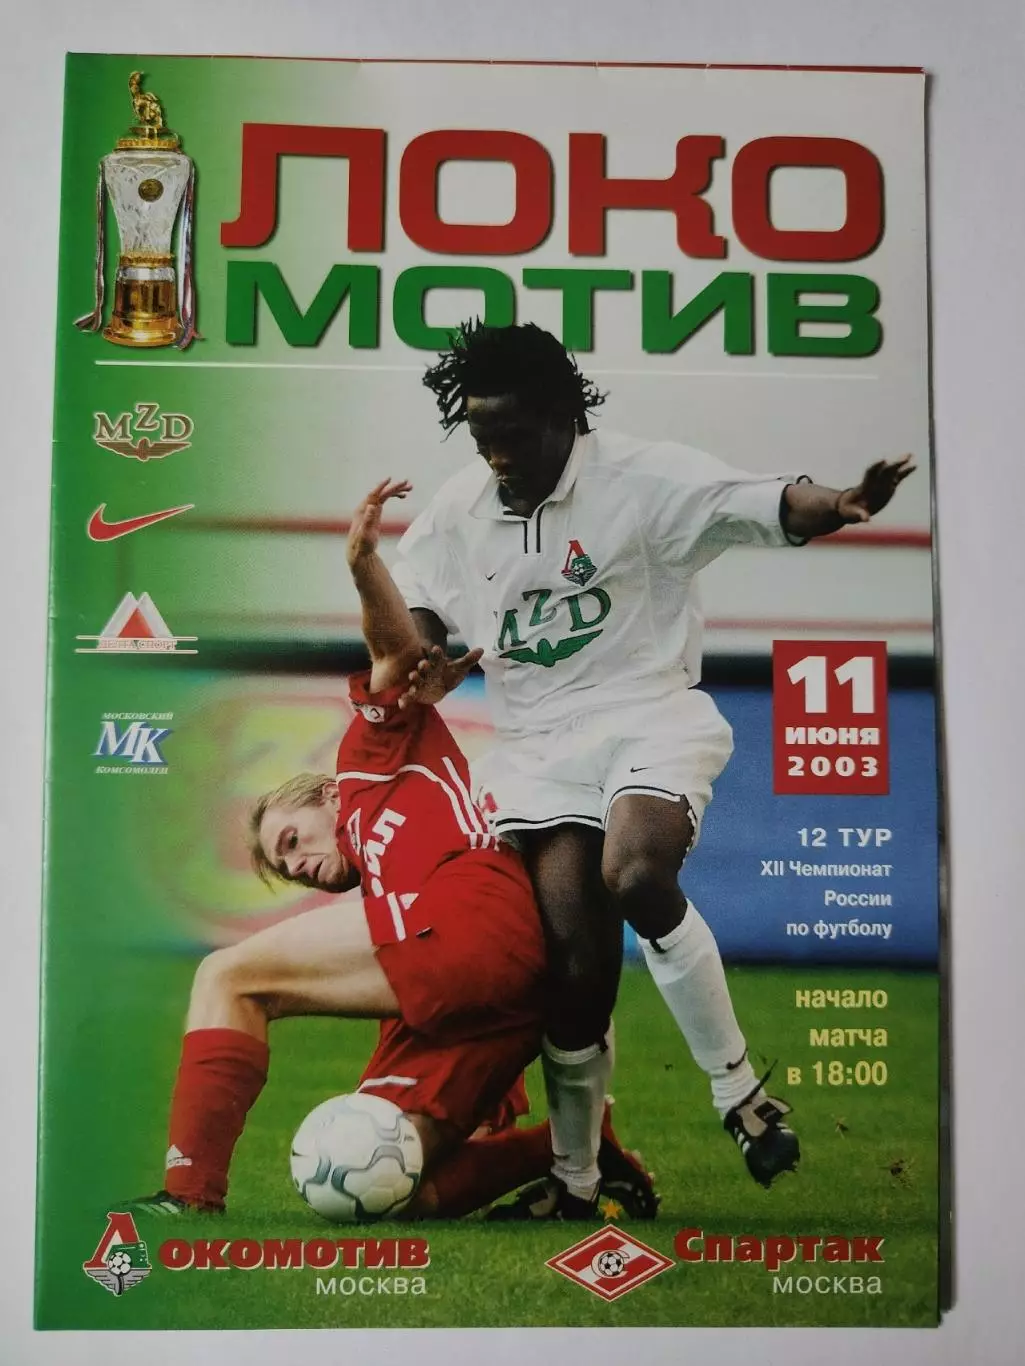 ЛОКО
МОТИВ
MZD
MZD
11
ИЮНЯ
2003
МОСКОВСКИЙ
МК
КОМСОМОЛЕЦ
12 ТУР
XII Чемпионат
России
по футболу
начало
матча
в 18:00
ЛОКОМОТИВ
МОСКВА
Спартак
МОСКВА